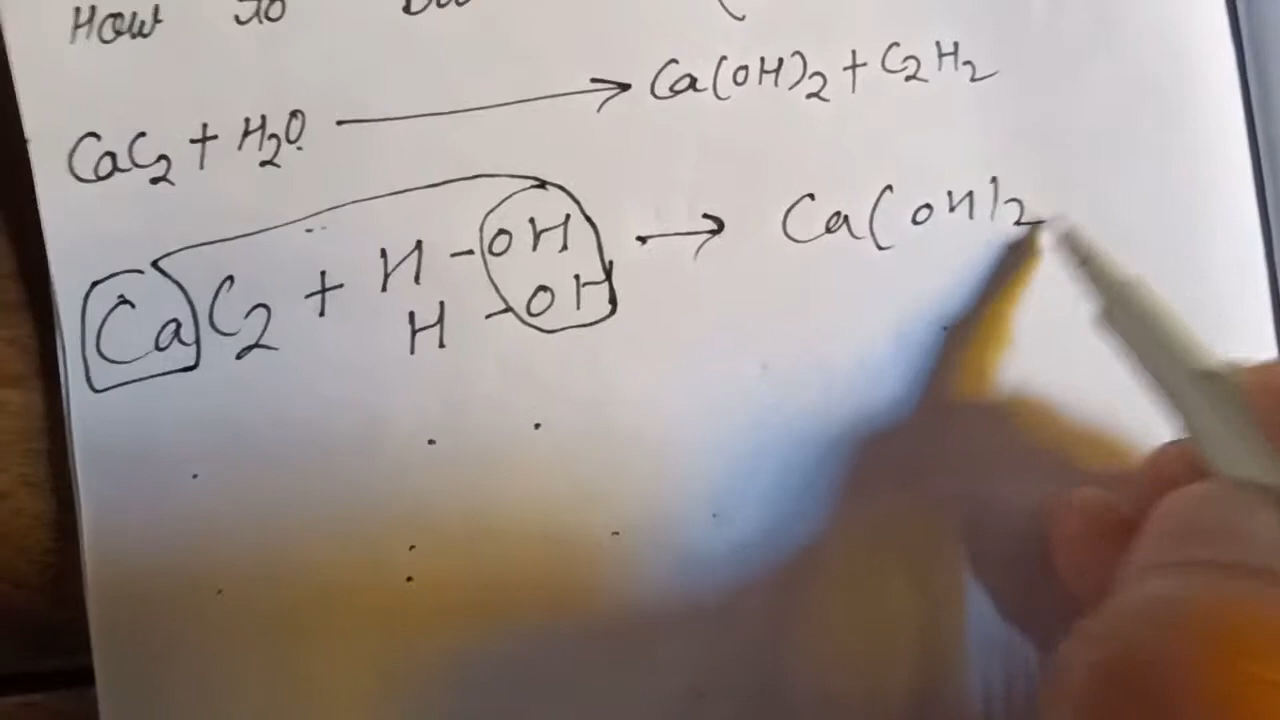 How to
CaC2 + H2O → Ca(OH)2 + C2H2
CaC2 + H-OH → Ca(OH)2
H-OH